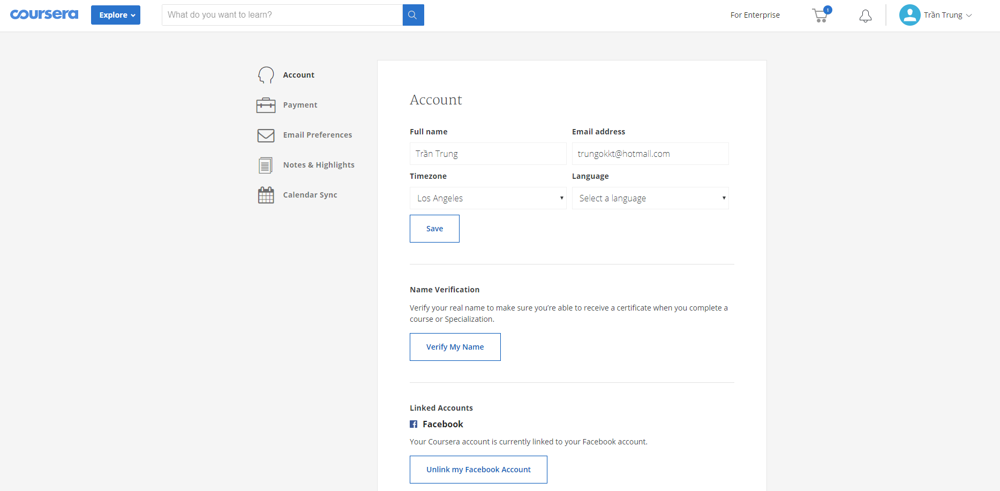 coursera
Explore
What do you want to learn?
For Enterprise
1
Trần Trung
Account
Payment
Email Preferences
Notes & Highlights
Calendar Sync
Account
Full name
Email address
Trần Trung
trungokkt@hotmail.com
Timezone
Language
Los Angeles
Select a language
Save
Name Verification
Verify your real name to make sure you’re able to receive a certificate when you complete a
course or Specialization.
Verify My Name
Linked Accounts
Facebook
Your Coursera account is currently linked to your Facebook account.
Unlink my Facebook Account